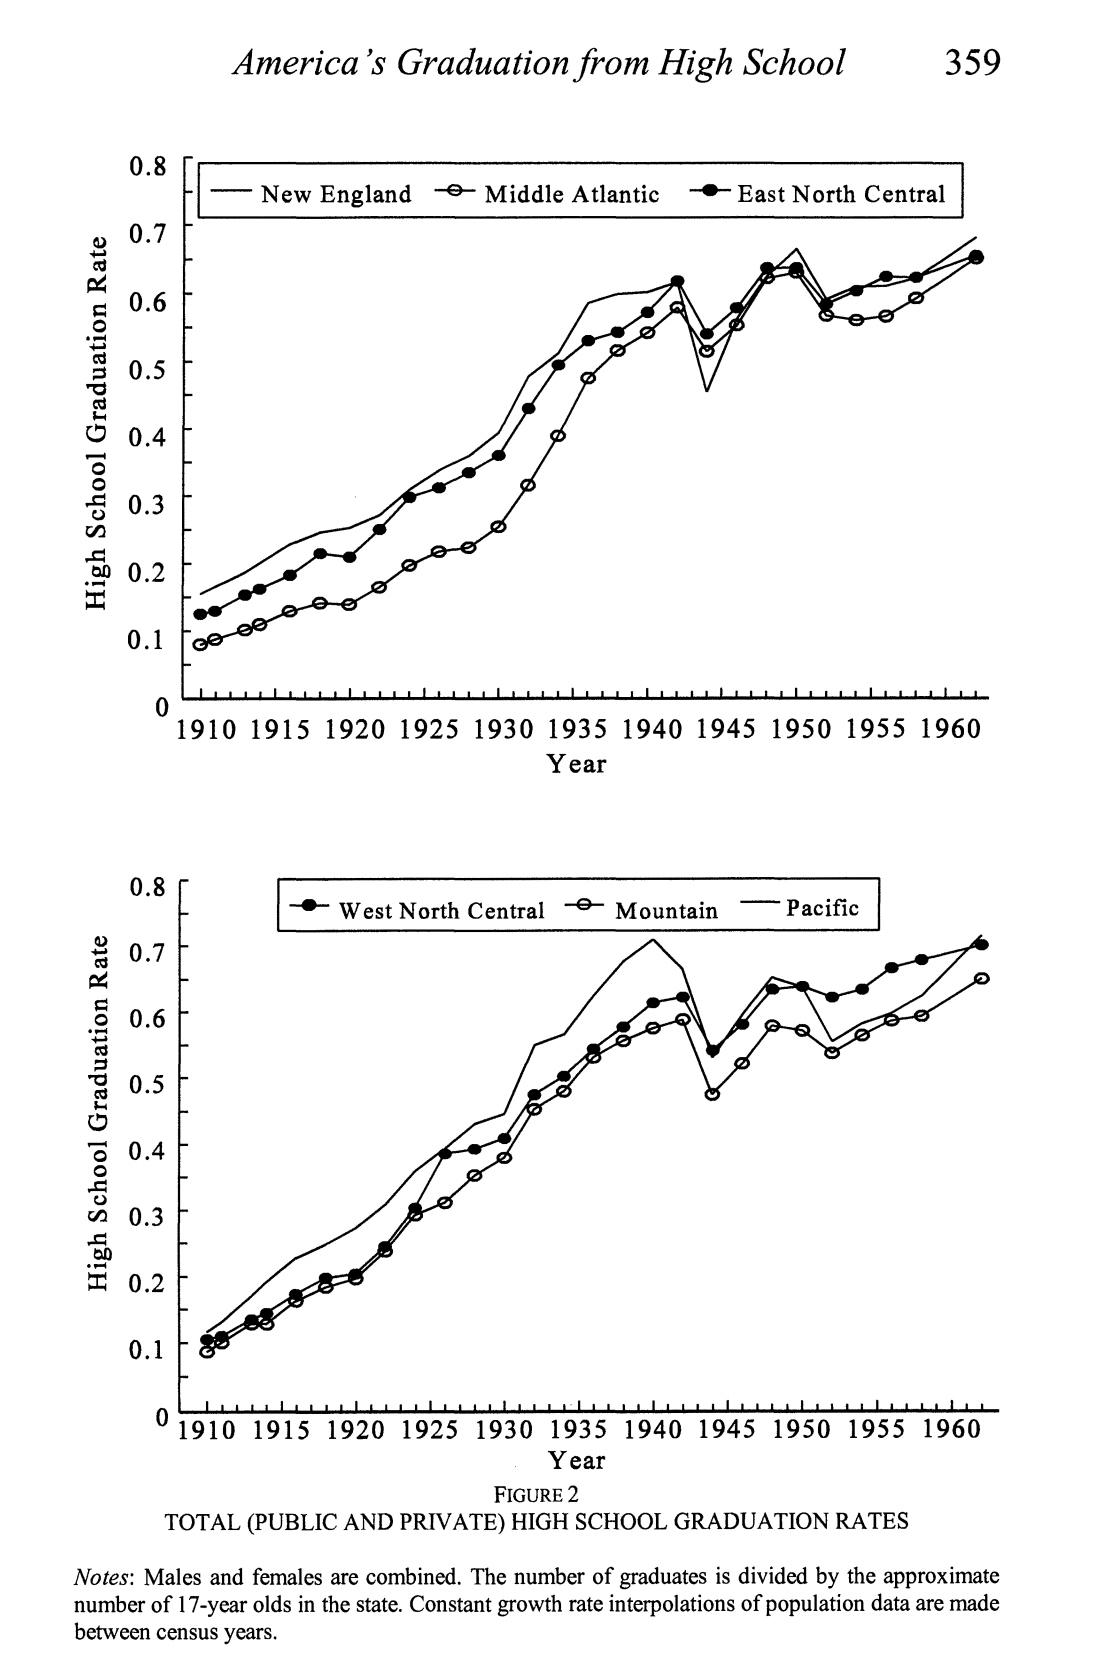 America's Graduation from High School 359
0.8
New England Middle Atlantic East North Central
0.7
0.6
0.5
0.4
0.3
0.2
0.1
0
High School Graduation Rate
1910 1915 1920 1925 1930 1935 1940 1945 1950 1955 1960
Year
0.8
West North Central Mountain Pacific
0.7
0.6
0.5
0.4
0.3
0.2
0.1
0
High School Graduation Rate
1910 1915 1920 1925 1930 1935 1940 1945 1950 1955 1960
Year
FIGURE 2
TOTAL (PUBLIC AND PRIVATE) HIGH SCHOOL GRADUATION RATES
Notes: Males and females are combined. The number of graduates is divided by the approximate
number of 17-year olds in the state. Constant growth rate interpolations of population data are made
between census years.